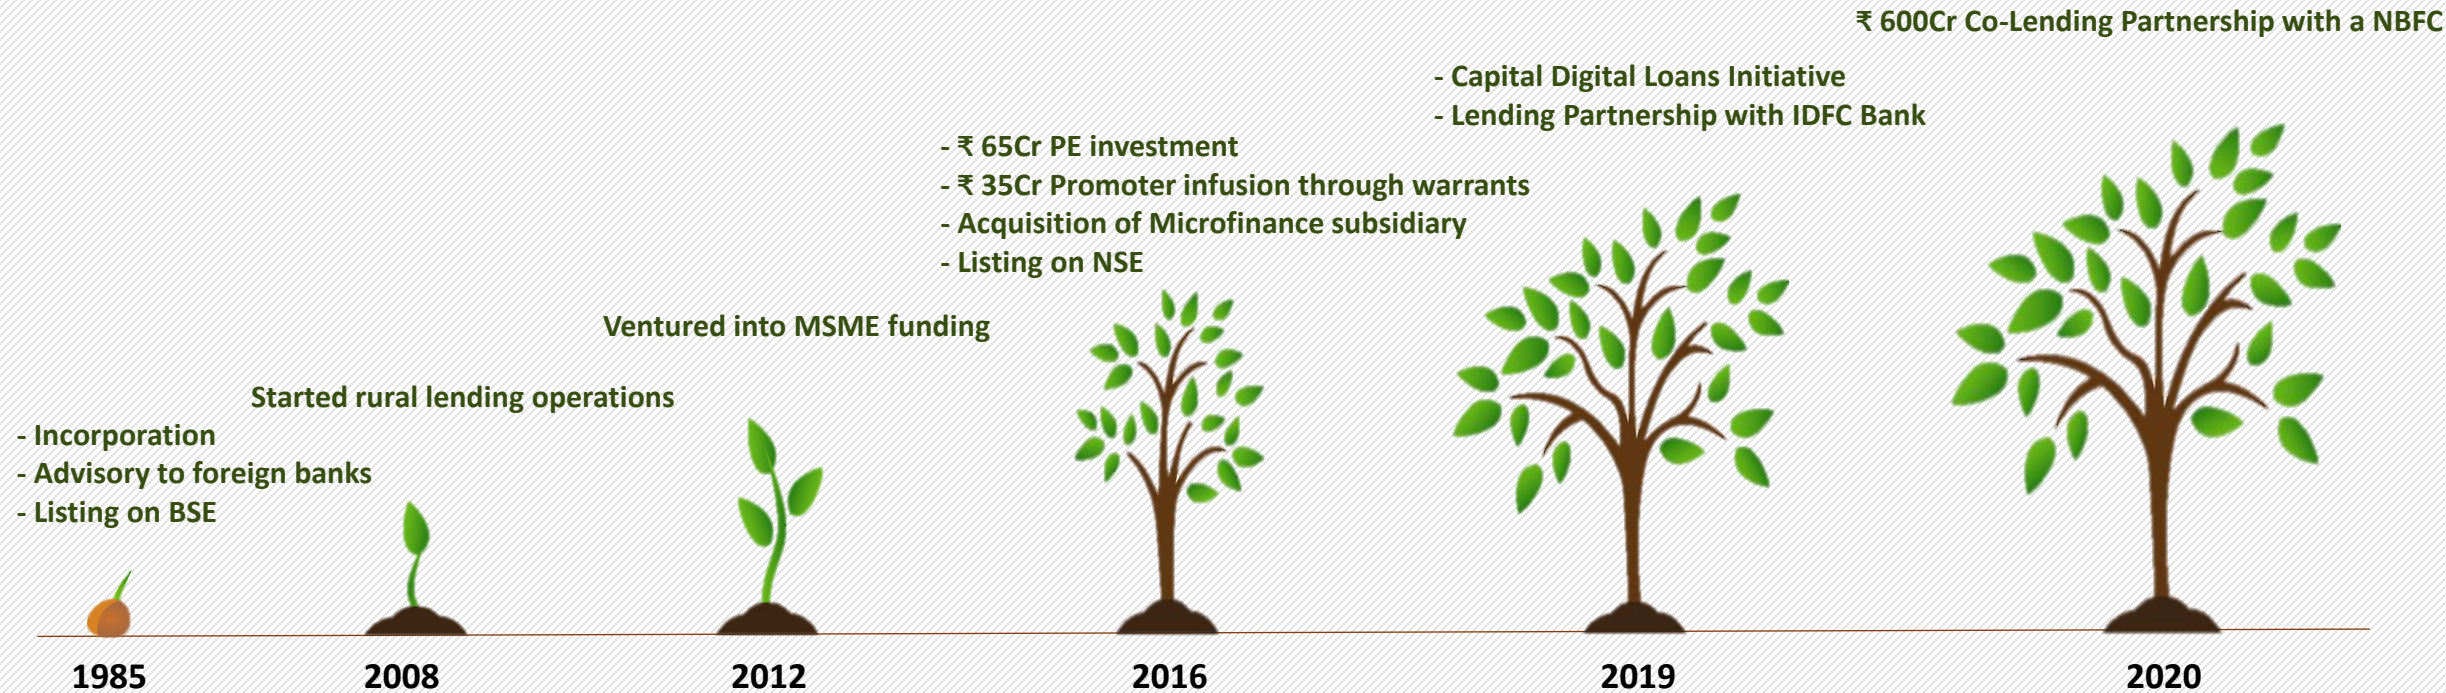 ₹ 600Cr Co-Lending Partnership with a NBFC
- Capital Digital Loans Initiative
- Lending Partnership with IDFC Bank
- ₹ 65Cr PE investment
- ₹ 35Cr Promoter infusion through warrants
- Acquisition of Microfinance subsidiary
- Listing on NSE
Ventured into MSME funding
Started rural lending operations
- Incorporation
- Advisory to foreign banks
- Listing on BSE
1985 2008 2012 2016 2019 2020